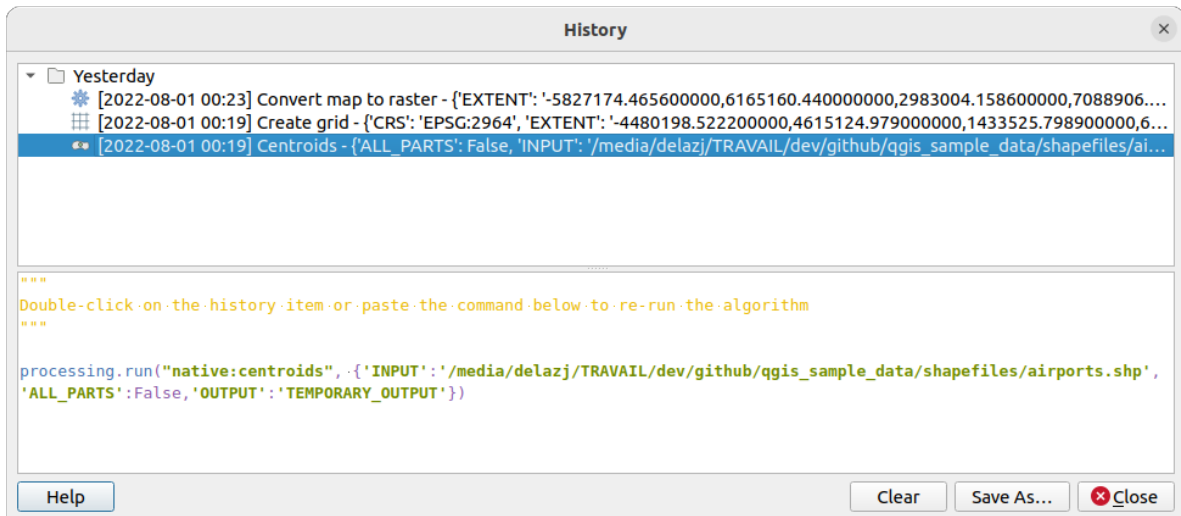 History
Yesterday
[2022-08-01 00:23] Convert map to raster - {'EXTENT': '-5827174.465600000,6165160.440000000,2983004.158600000,7088906....
[2022-08-01 00:19] Create grid - {'CRS': 'EPSG:2964', 'EXTENT': '-4480198.522200000,4615124.979000000,1433525.798900000,6...
[2022-08-01 00:19] Centroids - {'ALL_PARTS': False, 'INPUT': '/media/delazj/TRAVAIL/dev/github/qgis_sample_data/shapefiles/ai...
"""
Double-click·on·the·history·item·or·paste·the·command·below·to·re-run·the·algorithm
"""
processing.run("native:centroids",·{'INPUT':'/media/delazj/TRAVAIL/dev/github/qgis_sample_data/shapefiles/airports.shp',
'ALL_PARTS':False,'OUTPUT':'TEMPORARY_OUTPUT'})
Help
Clear
Save As...
Close